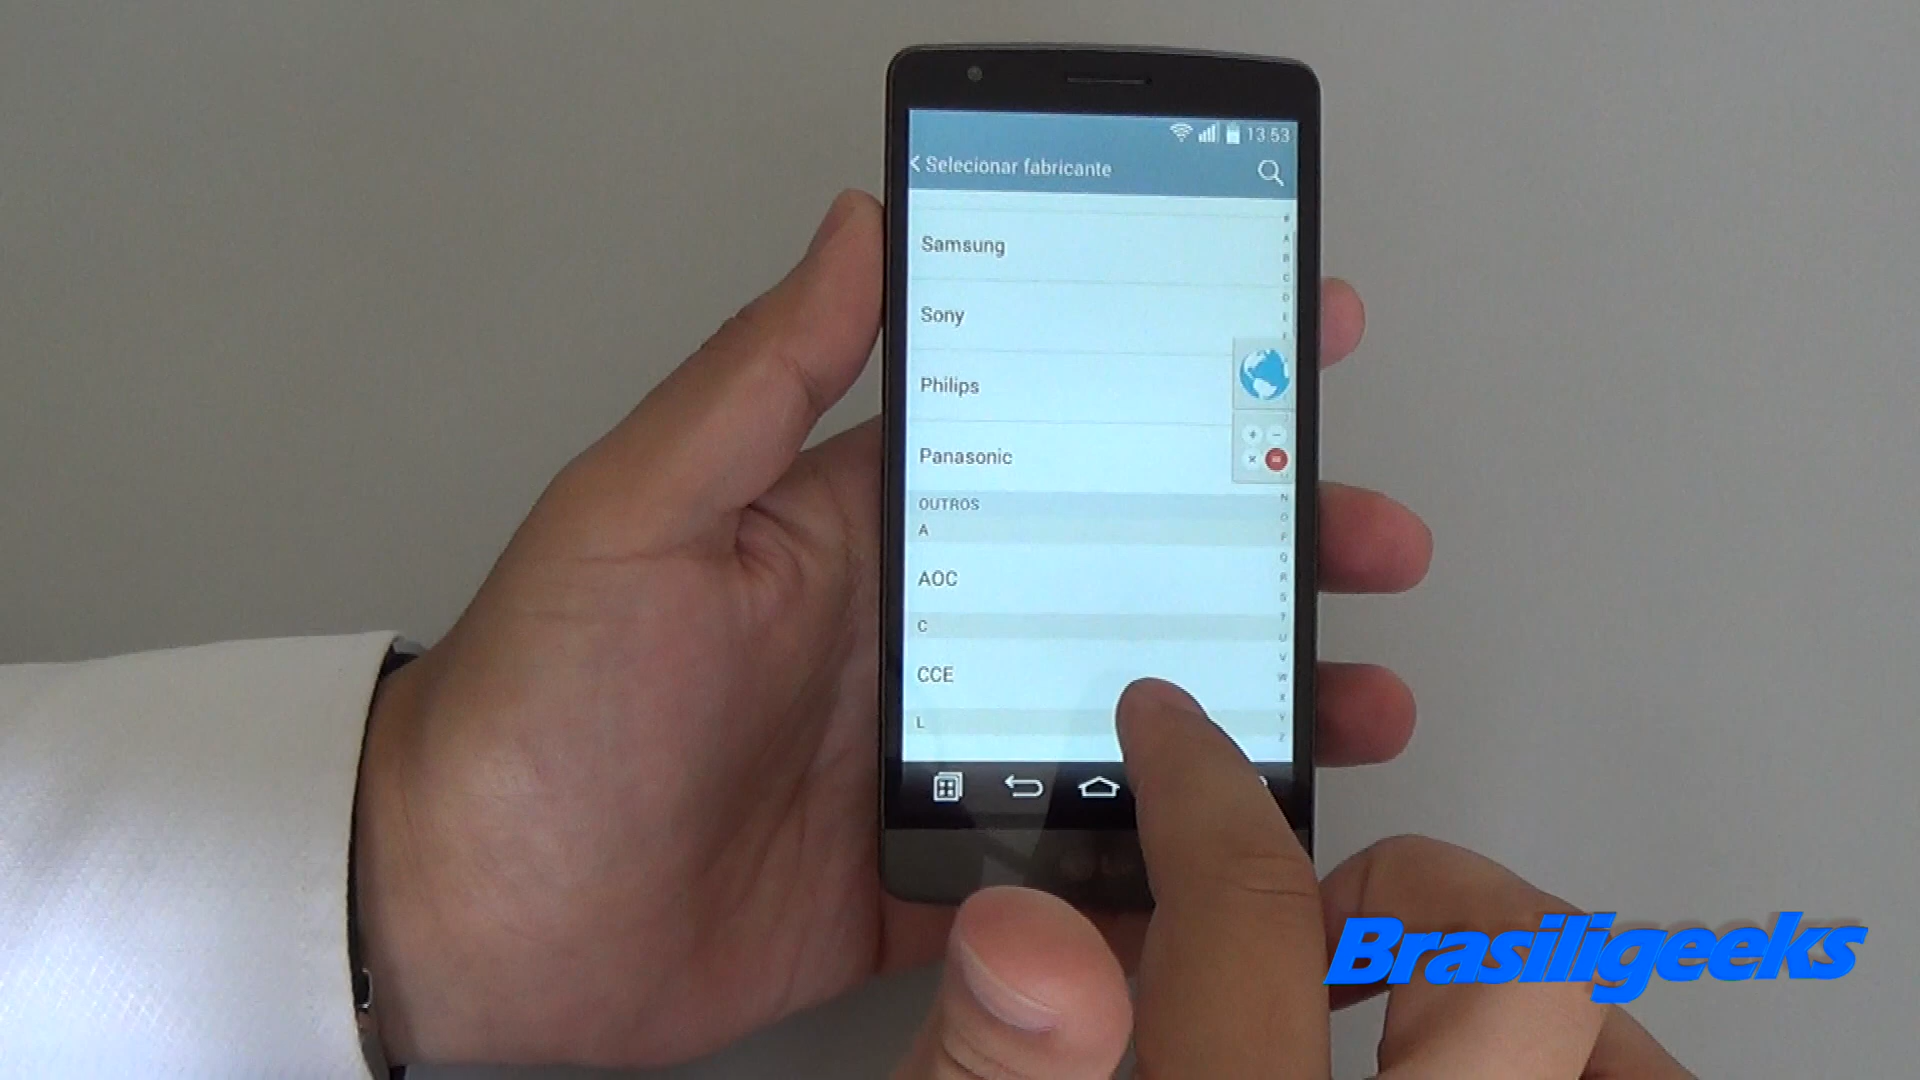 13:53
Selecionar fabricante
Samsung
Sony
Philips
Panasonic
OUTROS
A
AOC
C
CCE
L
#
A
B
C
D
E
N
O
P
Q
R
S
T
U
V
W
X
Y
Z
Brasiligeeks